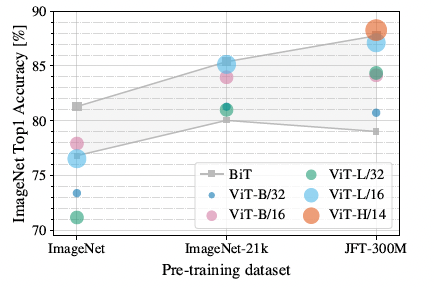 ImageNet Top1 Accuracy [%]
90
85
80
75
70
BiT
ViT-B/32
ViT-B/16
ViT-L/32
ViT-L/16
ViT-H/14
ImageNet
ImageNet-21k
JFT-300M
Pre-training dataset